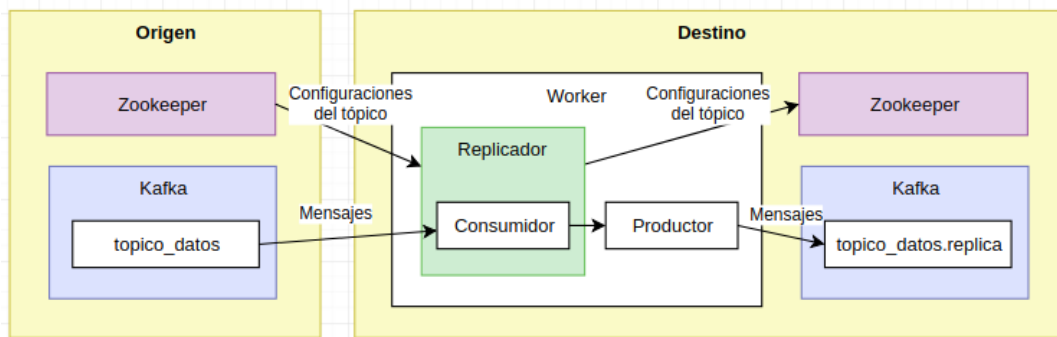 Origen
Destino
Zookeeper
Configuraciones
del tópico
Worker
Configuraciones
del tópico
Zookeeper
Replicador
Kafka
Mensajes
topico_datos
Consumidor
Productor
Mensajes
Kafka
topico_datos.replica